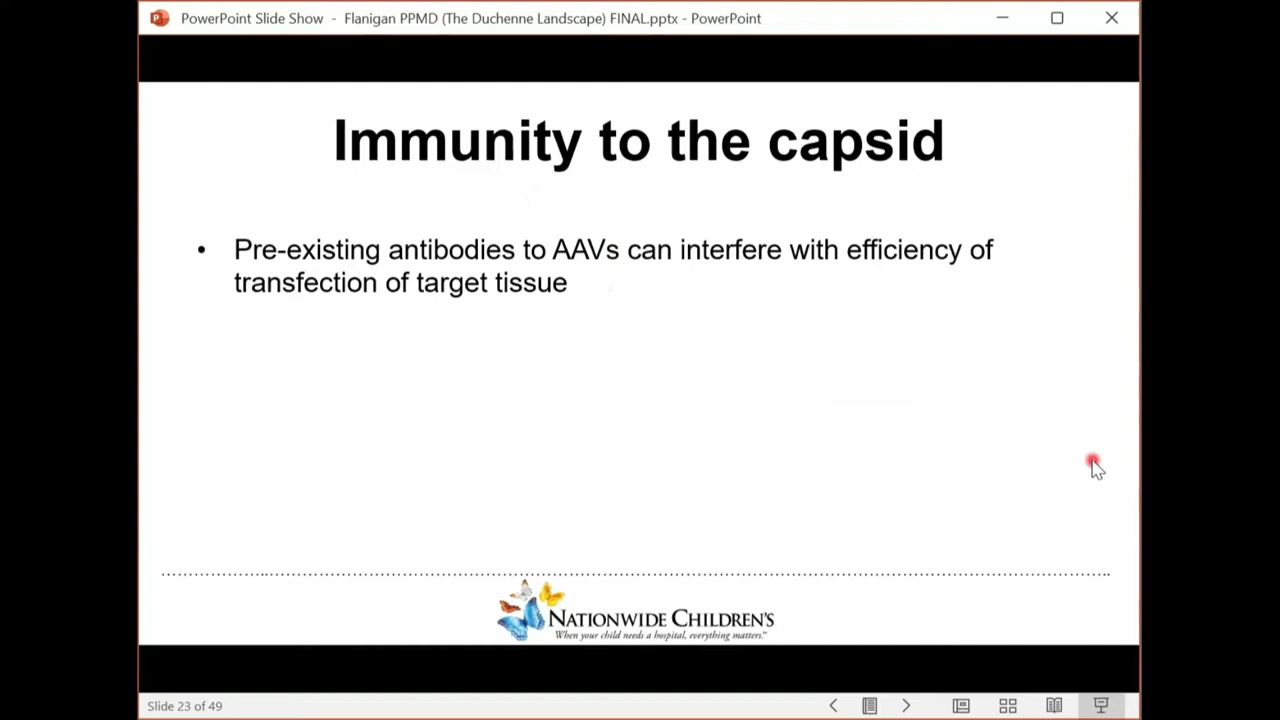 PowerPoint Slide Show - Flanigan PPMD (The Duchenne Landscape) FINAL.pptx - PowerPoint
Immunity to the capsid
• Pre-existing antibodies to AAVs can interfere with efficiency of
transfection of target tissue
NATIONWIDE CHILDREN'S
When your child needs a hospital, everything matters.™
Slide 23 of 49